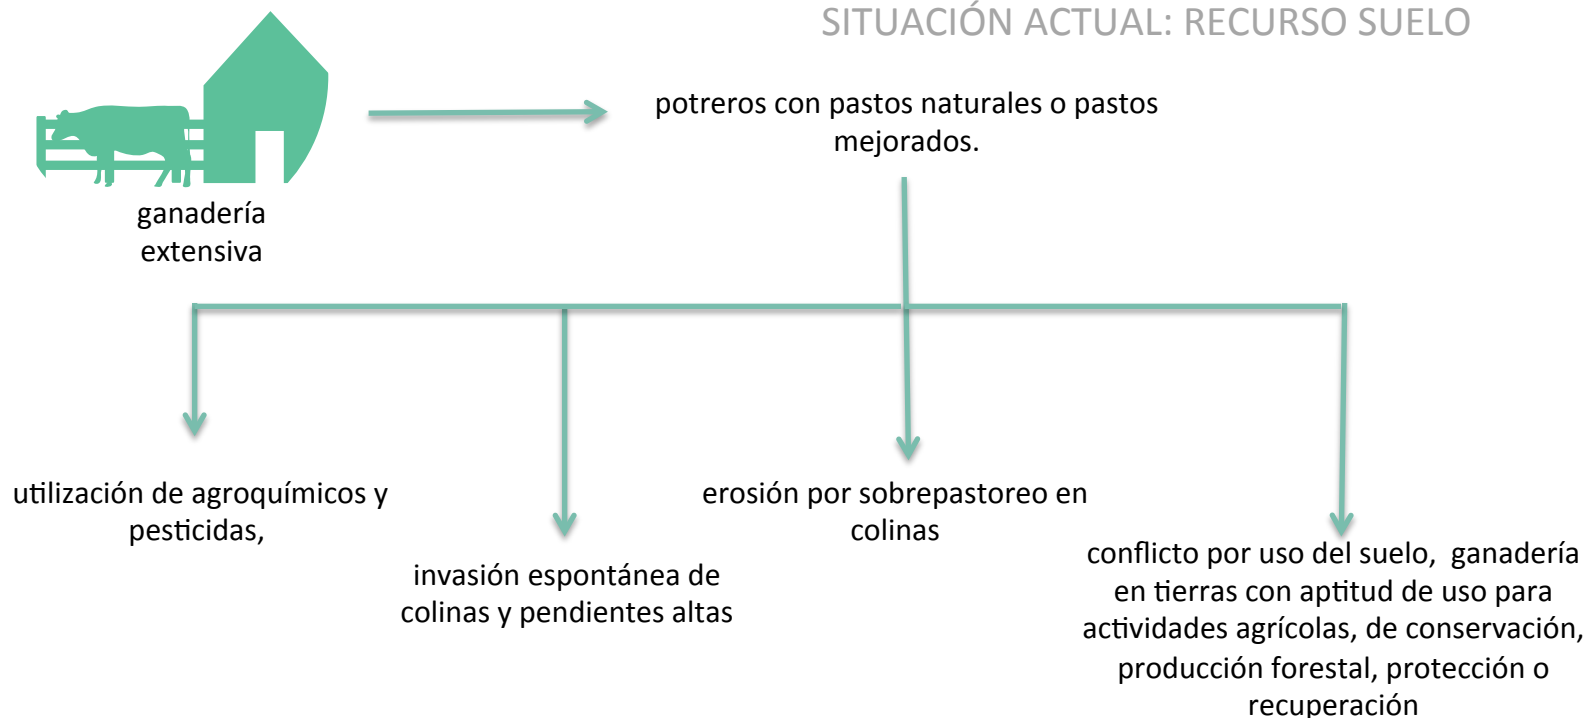 SITUACIÓN ACTUAL: RECURSO SUELO
potreros con pastos naturales o pastos
mejorados.
ganadería
extensiva
utilización de agroquímicos y
pesticidas,
invasión espontánea de
colinas y pendientes altas
erosión por sobrepastoreo en
colinas
conflicto por uso del suelo, ganadería
en tierras con aptitud de uso para
actividades agrícolas, de conservación,
producción forestal, protección o
recuperación